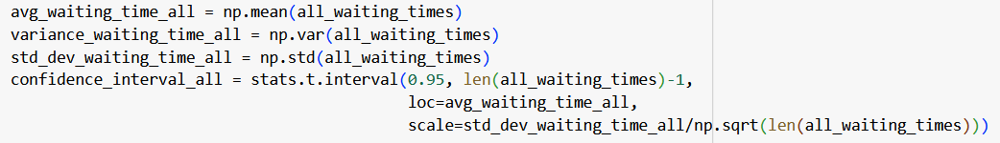 avg_waiting_time_all = np.mean(all_waiting_times)
variance_waiting_time_all = np.var(all_waiting_times)
std_dev_waiting_time_all = np.std(all_waiting_times)
confidence_interval_all = stats.t.interval(0.95, len(all_waiting_times)-1,
loc=avg_waiting_time_all,
scale=std_dev_waiting_time_all/np.sqrt(len(all_waiting_times)))